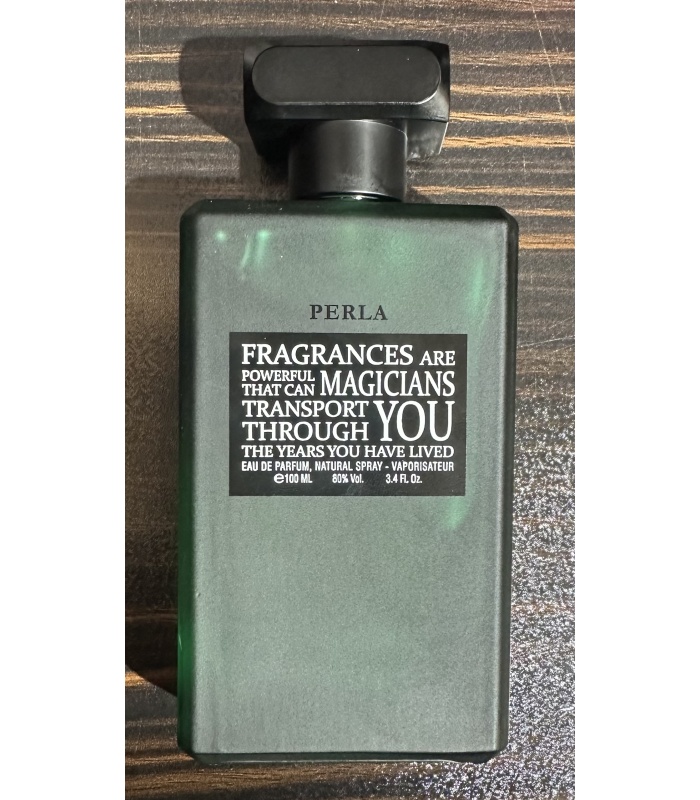 PERLA
FRAGRANCES ARE
POWERFUL
THAT CAN MAGICIANS
TRANSPORT
THROUGH YOU
THE YEARS YOU HAVE LIVED
EAU DE PARFUM, NATURAL SPRAY - VAPORISATEUR
℮100 ML 80% Vol. 3.4 Fl. Oz.